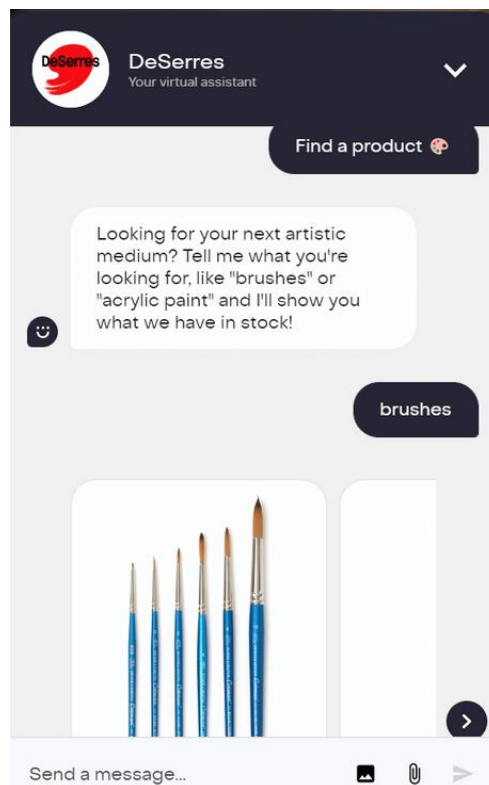 DeSerres
DeSerres
Your virtual assistant
Find a product 🎨
Looking for your next artistic
medium? Tell me what you're
looking for, like "brushes" or
"acrylic paint" and I'll show you
what we have in stock!
brushes
Send a message...